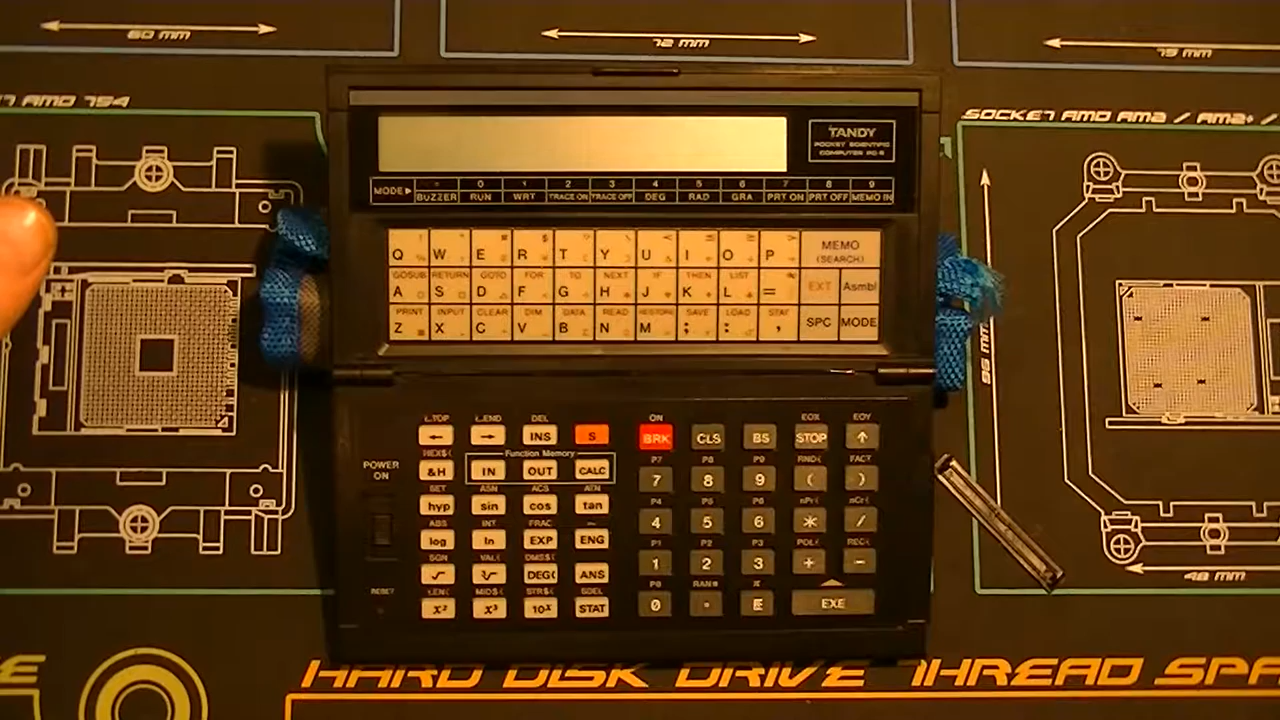 60 mm
72 mm
79 mm
AMD 754
SOCKET AMD AM2 / AM2+ /
TANDY
POCKET SCIENTIFIC
COMPUTER PC-6
MODE▶ BUZZER 0 RUN 1 WRT 2 TRACE ON 3 TRACE OFF 4 DEG 5 RAD 6 GRA 7 PRT ON 8 PRT OFF 9 MEMO IN
Q W E R T Y U I O P MEMO
(SEARCH)
GOSUB RETURN GOTO FOR TO NEXT IF THEN LIST
A S D F G H J K L = EXT Asmbl
PRINT INPUT CLEAR DIM DATA READ RESTORE SAVE LOAD STAT
Z X C V B N M ; : , SPC MODE
96 mm
L.TOP L.END DEL ON EOX EOY
← → INS S BRK CLS BS STOP ↑
HEX$( Function Memory P7 P8 P9 RND( FACT
POWER
ON
&H IN OUT CALC 7 8 9 ( )
SET ASN ACS ATN P4 P5 P6 nPr( nCr(
hyp sin cos tan 4 5 6 * /
ABS INT FRAC P1 P2 P3 POL( REC(
log ln EXP ENG 1 2 3 + −
SGN VAL( DMS$( P0 RAN# π
√ ∛ DEG( ANS
RESET LEN( MID$( STR$( SDEL
x² x³ 10ˣ STAT 0 . E EXE
48 mm
HARD DISK DRIVE THREAD SPA